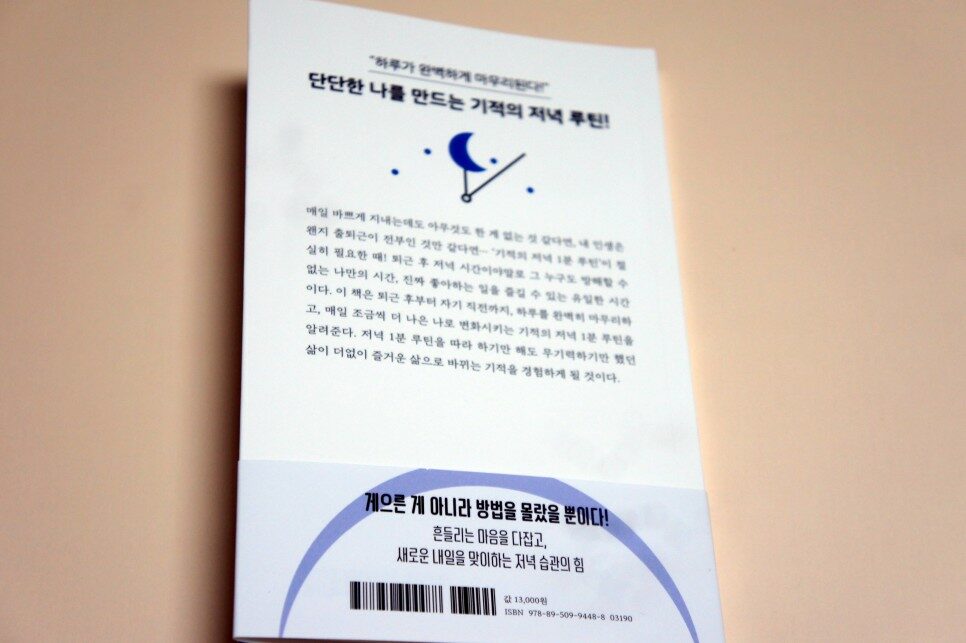 "하루가 완벽하게 마무리된다!"
단단한 나를 만드는 기적의 저녁 루틴!
매일 바쁘게 지내는데도 아무것도 한 게 없는 것 같다면, 내 인생은
왠지 출퇴근이 전부인 것만 같다면… '기적의 저녁 1분 루틴'이 절
실히 필요한 때! 퇴근 후 저녁 시간이야말로 그 누구도 방해할 수
없는 나만의 시간, 진짜 좋아하는 일을 즐길 수 있는 유일한 시간
이다. 이 책은 퇴근 후부터 자기 직전까지, 하루를 완벽히 마무리하
고, 매일 조금씩 더 나은 나로 변화시키는 기적의 저녁 1분 루틴을
알려준다. 저녁 1분 루틴을 따라 하기만 해도 무기력하기만 했던
삶이 더없이 즐거운 삶으로 바뀌는 기적을 경험하게 될 것이다.
게으른 게 아니라 방법을 몰랐을 뿐이다!
흔들리는 마음을 다잡고,
새로운 내일을 맞이하는 저녁 습관의 힘
값 13,000원
ISBN 978-89-509-9448-8 03190